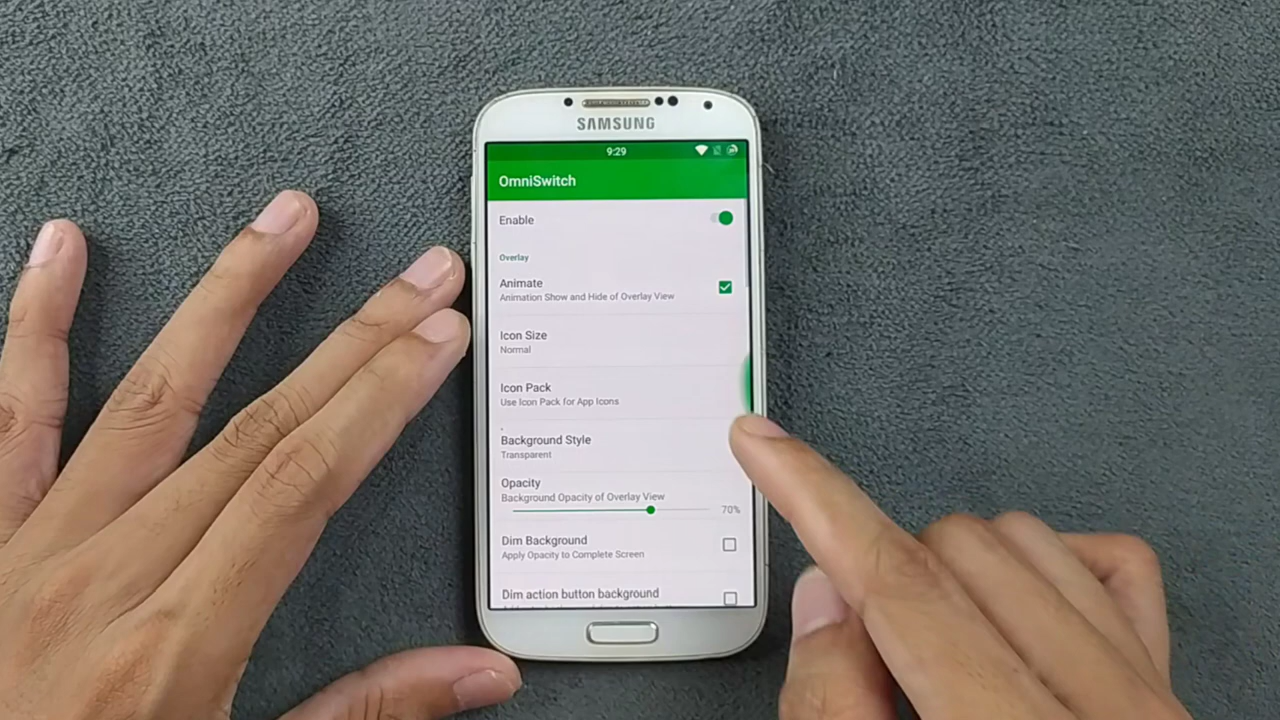 SAMSUNG
9:29
OmniSwitch
Enable
Overlay
Animate
Animation Show and Hide of Overlay View
Icon Size
Normal
Icon Pack
Use Icon Pack for App Icons
Background Style
Transparent
Opacity
Background Opacity of Overlay View
70%
Dim Background
Apply Opacity to Complete Screen
Dim action button background